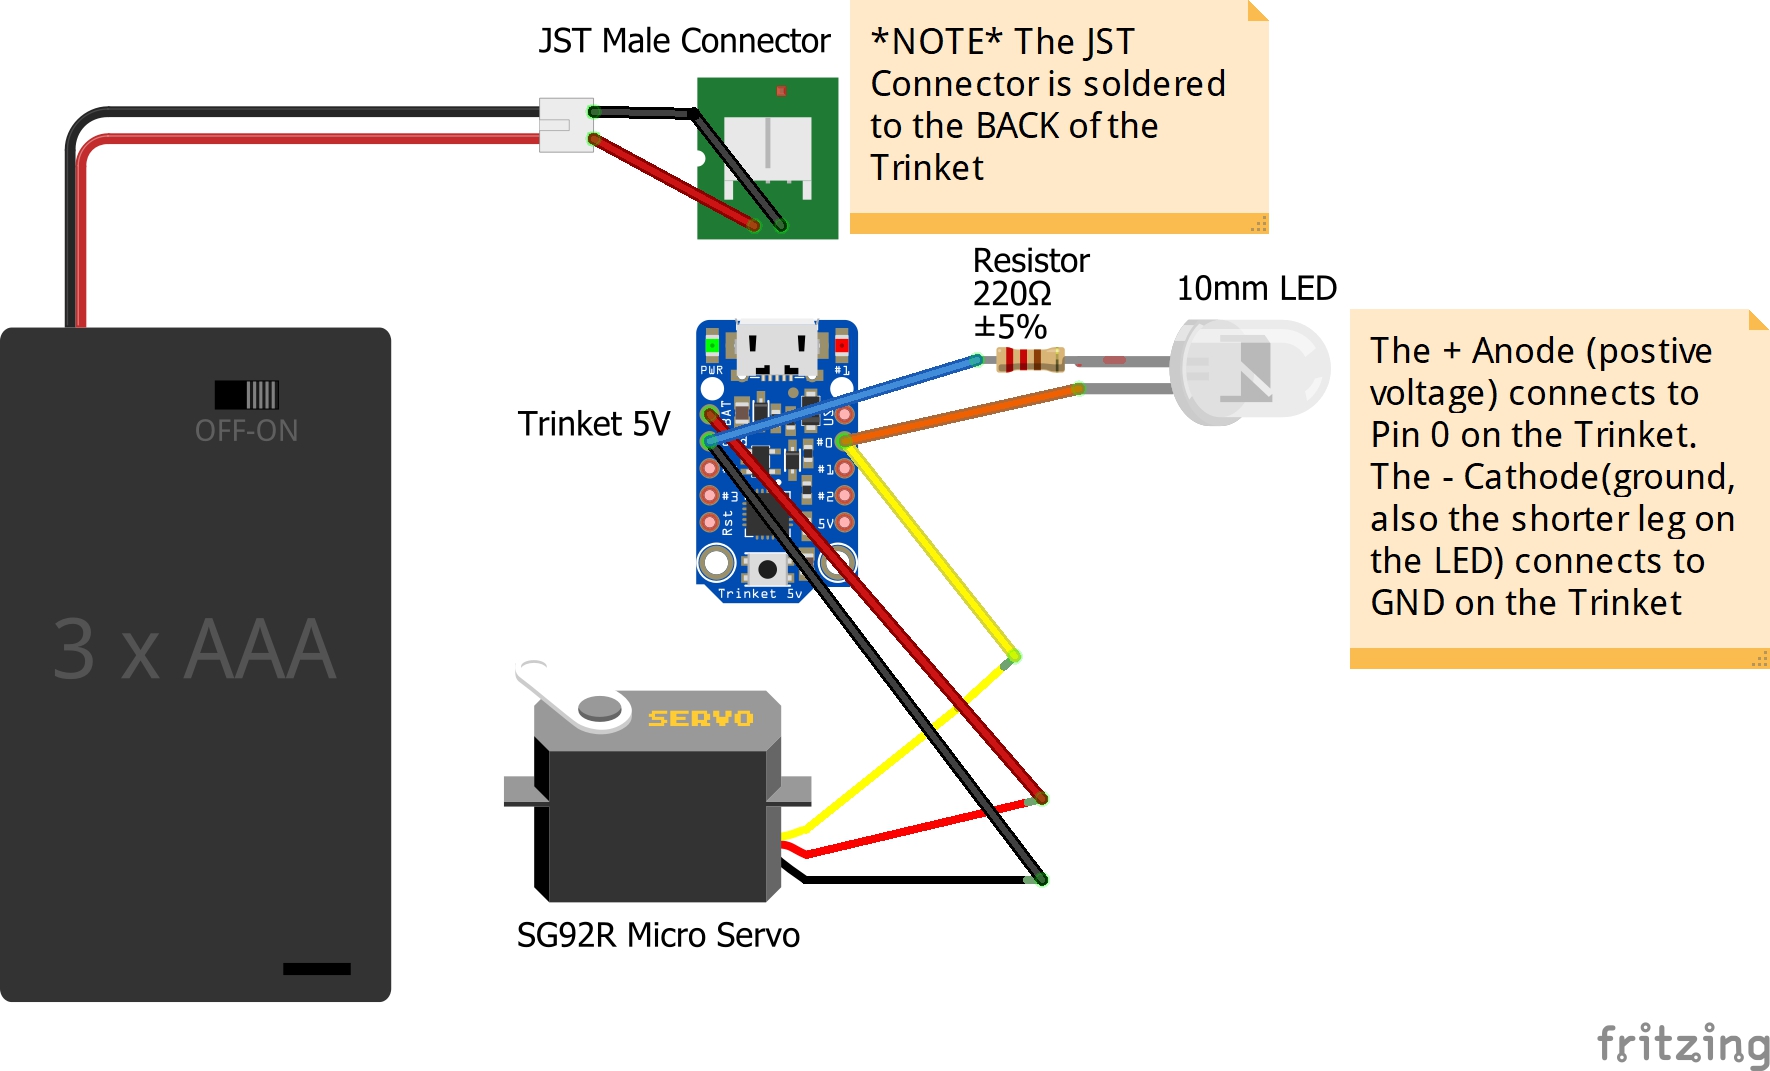 JST Male Connector
*NOTE* The JST
Connector is soldered
to the BACK of the
Trinket
Resistor
220Ω
±5%
10mm LED
The + Anode (postive
voltage) connects to
Pin 0 on the Trinket.
The - Cathode(ground,
also the shorter leg on
the LED) connects to
GND on the Trinket
OFF-ON
3 x AAA
Trinket 5V
PWR
#1
#0
#1
#3
#2
Rst
5V
Trinket 5v
SERVO
SG92R Micro Servo
fritzing